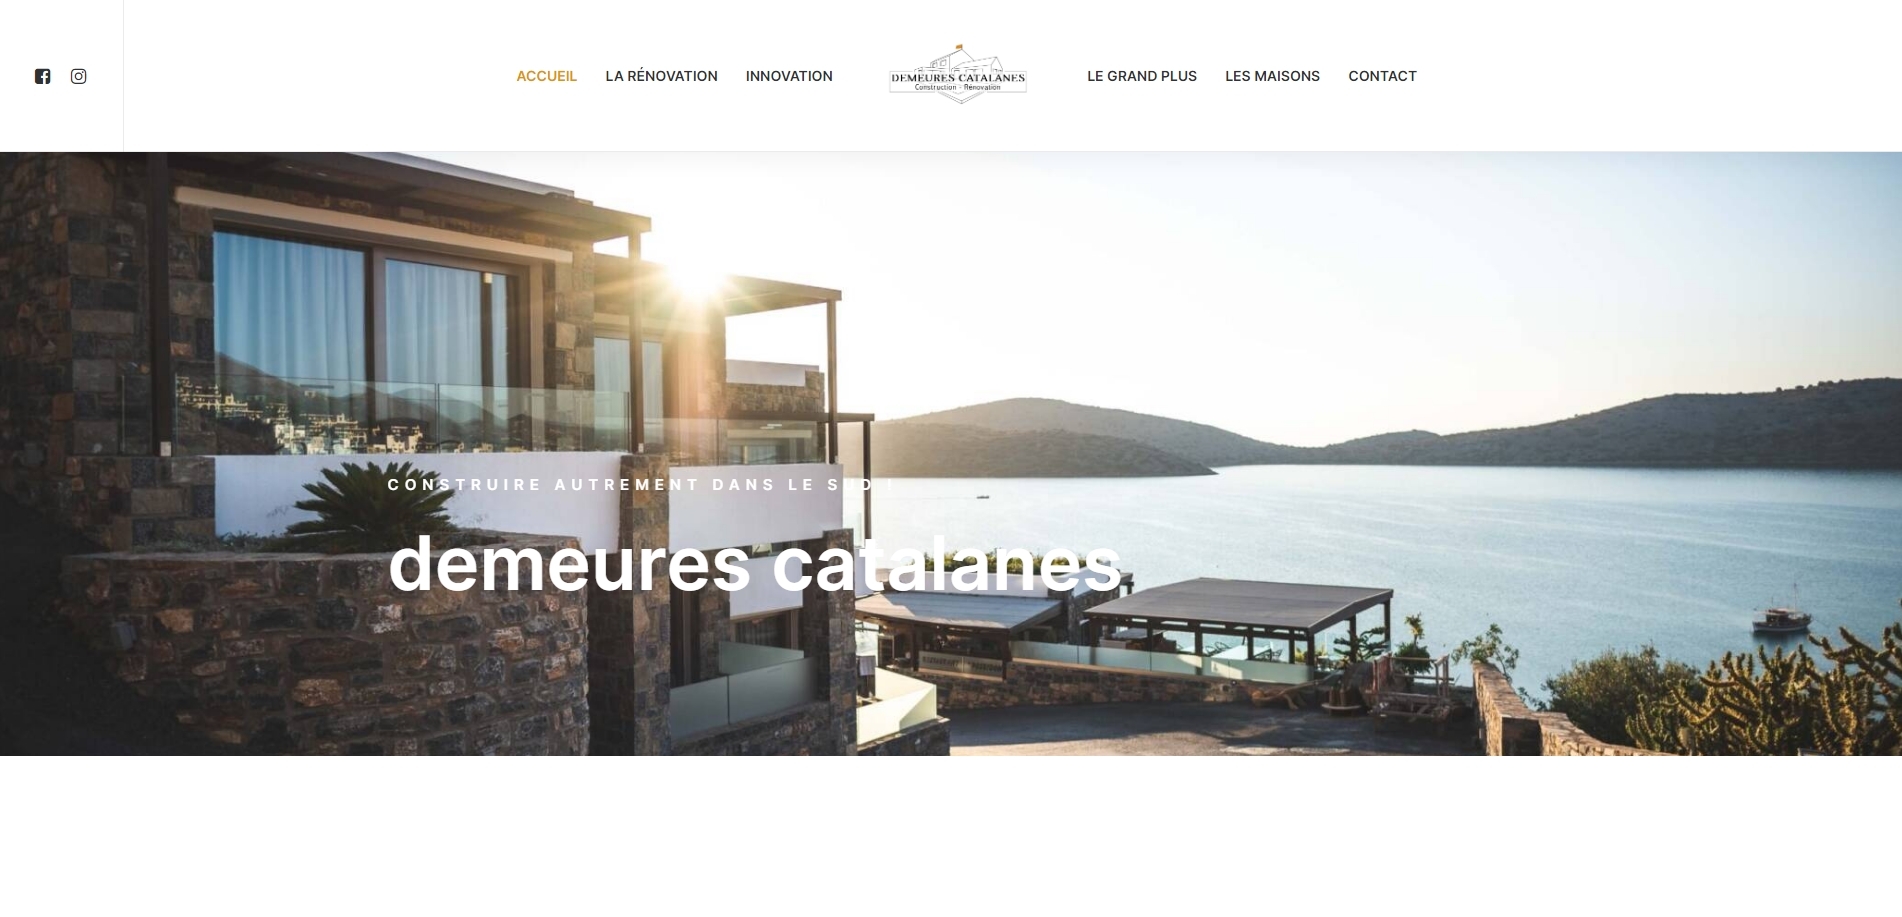 ACCUEIL
LA RÉNOVATION
INNOVATION
DEMEURES CATALANES
Construction - Rénovation
LE GRAND PLUS
LES MAISONS
CONTACT
CONSTRUIRE AUTREMENT DANS LE SUD !
demeures catalanes